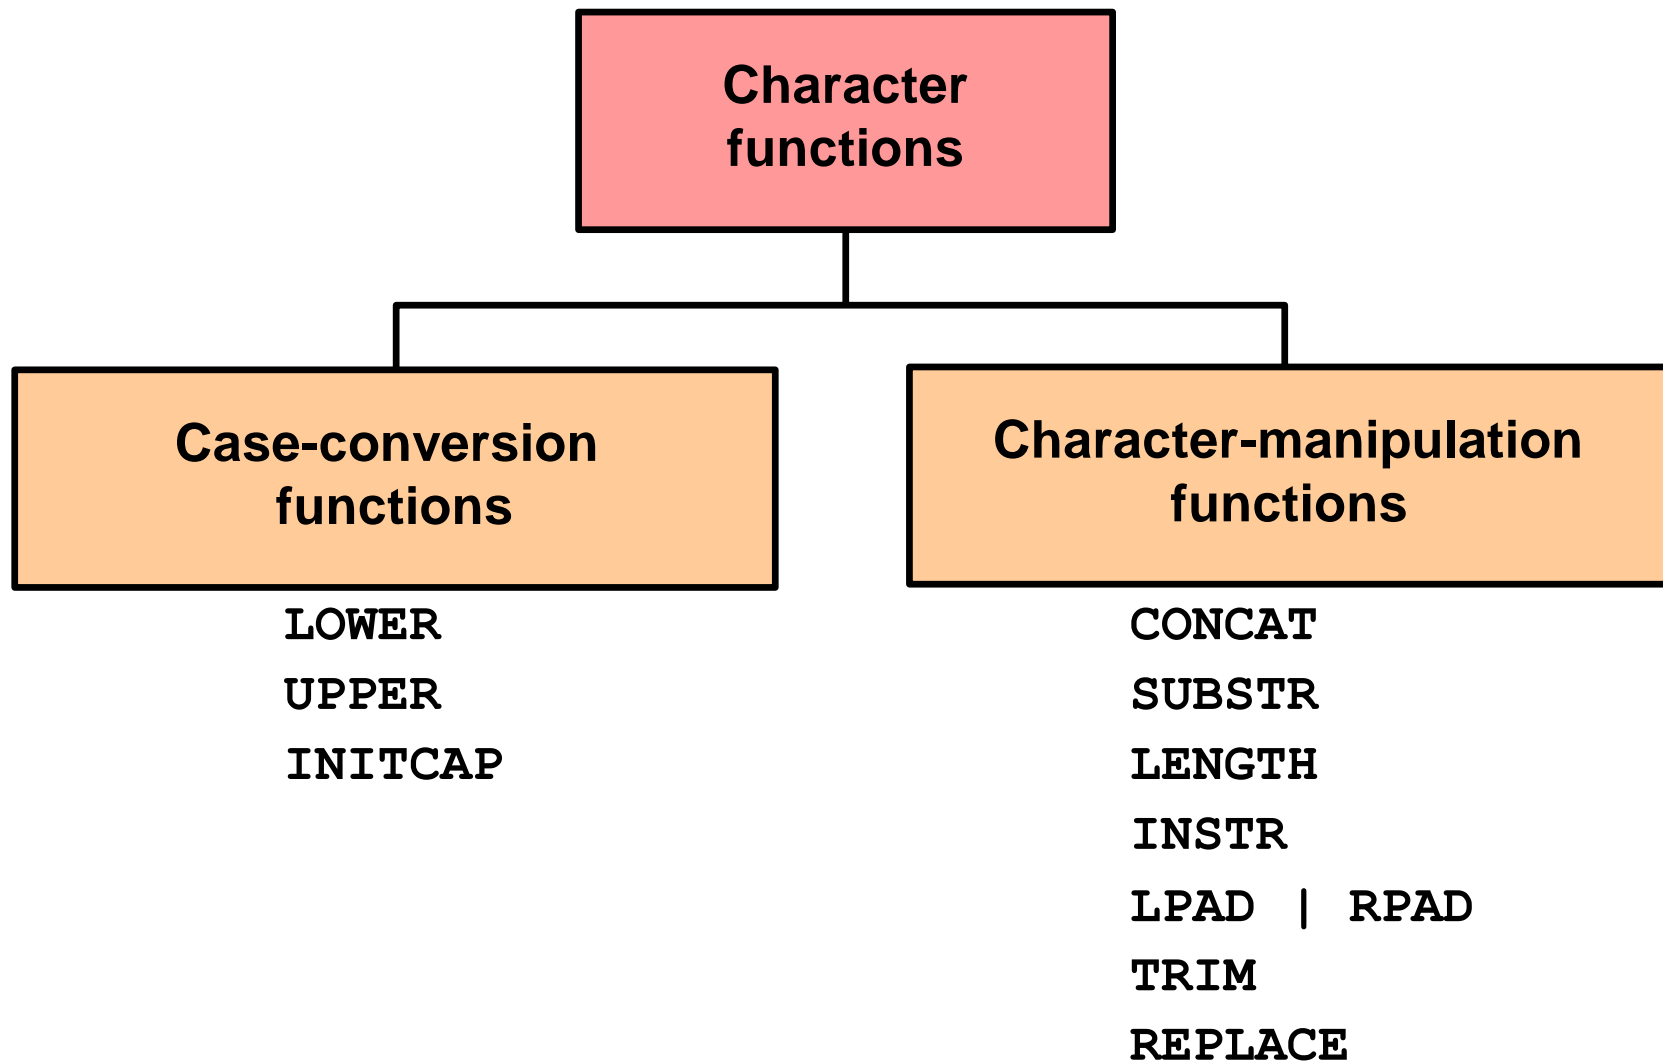 Character
functions
Case-conversion
functions
Character-manipulation
functions
LOWER
UPPER
INITCAP
CONCAT
SUBSTR
LENGTH
INSTR
LPAD | RPAD
TRIM
REPLACE